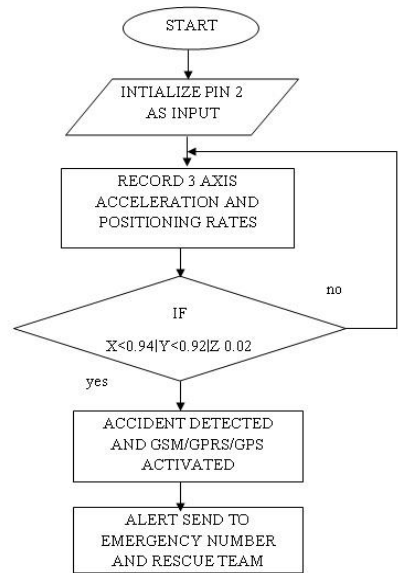 START
INTIALIZE PIN 2
AS INPUT
RECORD 3 AXIS
ACCELERATION AND
POSITIONING RATES
no
IF
X<0.94|Y<0.92|Z 0.02
yes
ACCIDENT DETECTED
AND GSM/GPRS/GPS
ACTIVATED
ALERT SEND TO
EMERGENCY NUMBER
AND RESCUE TEAM